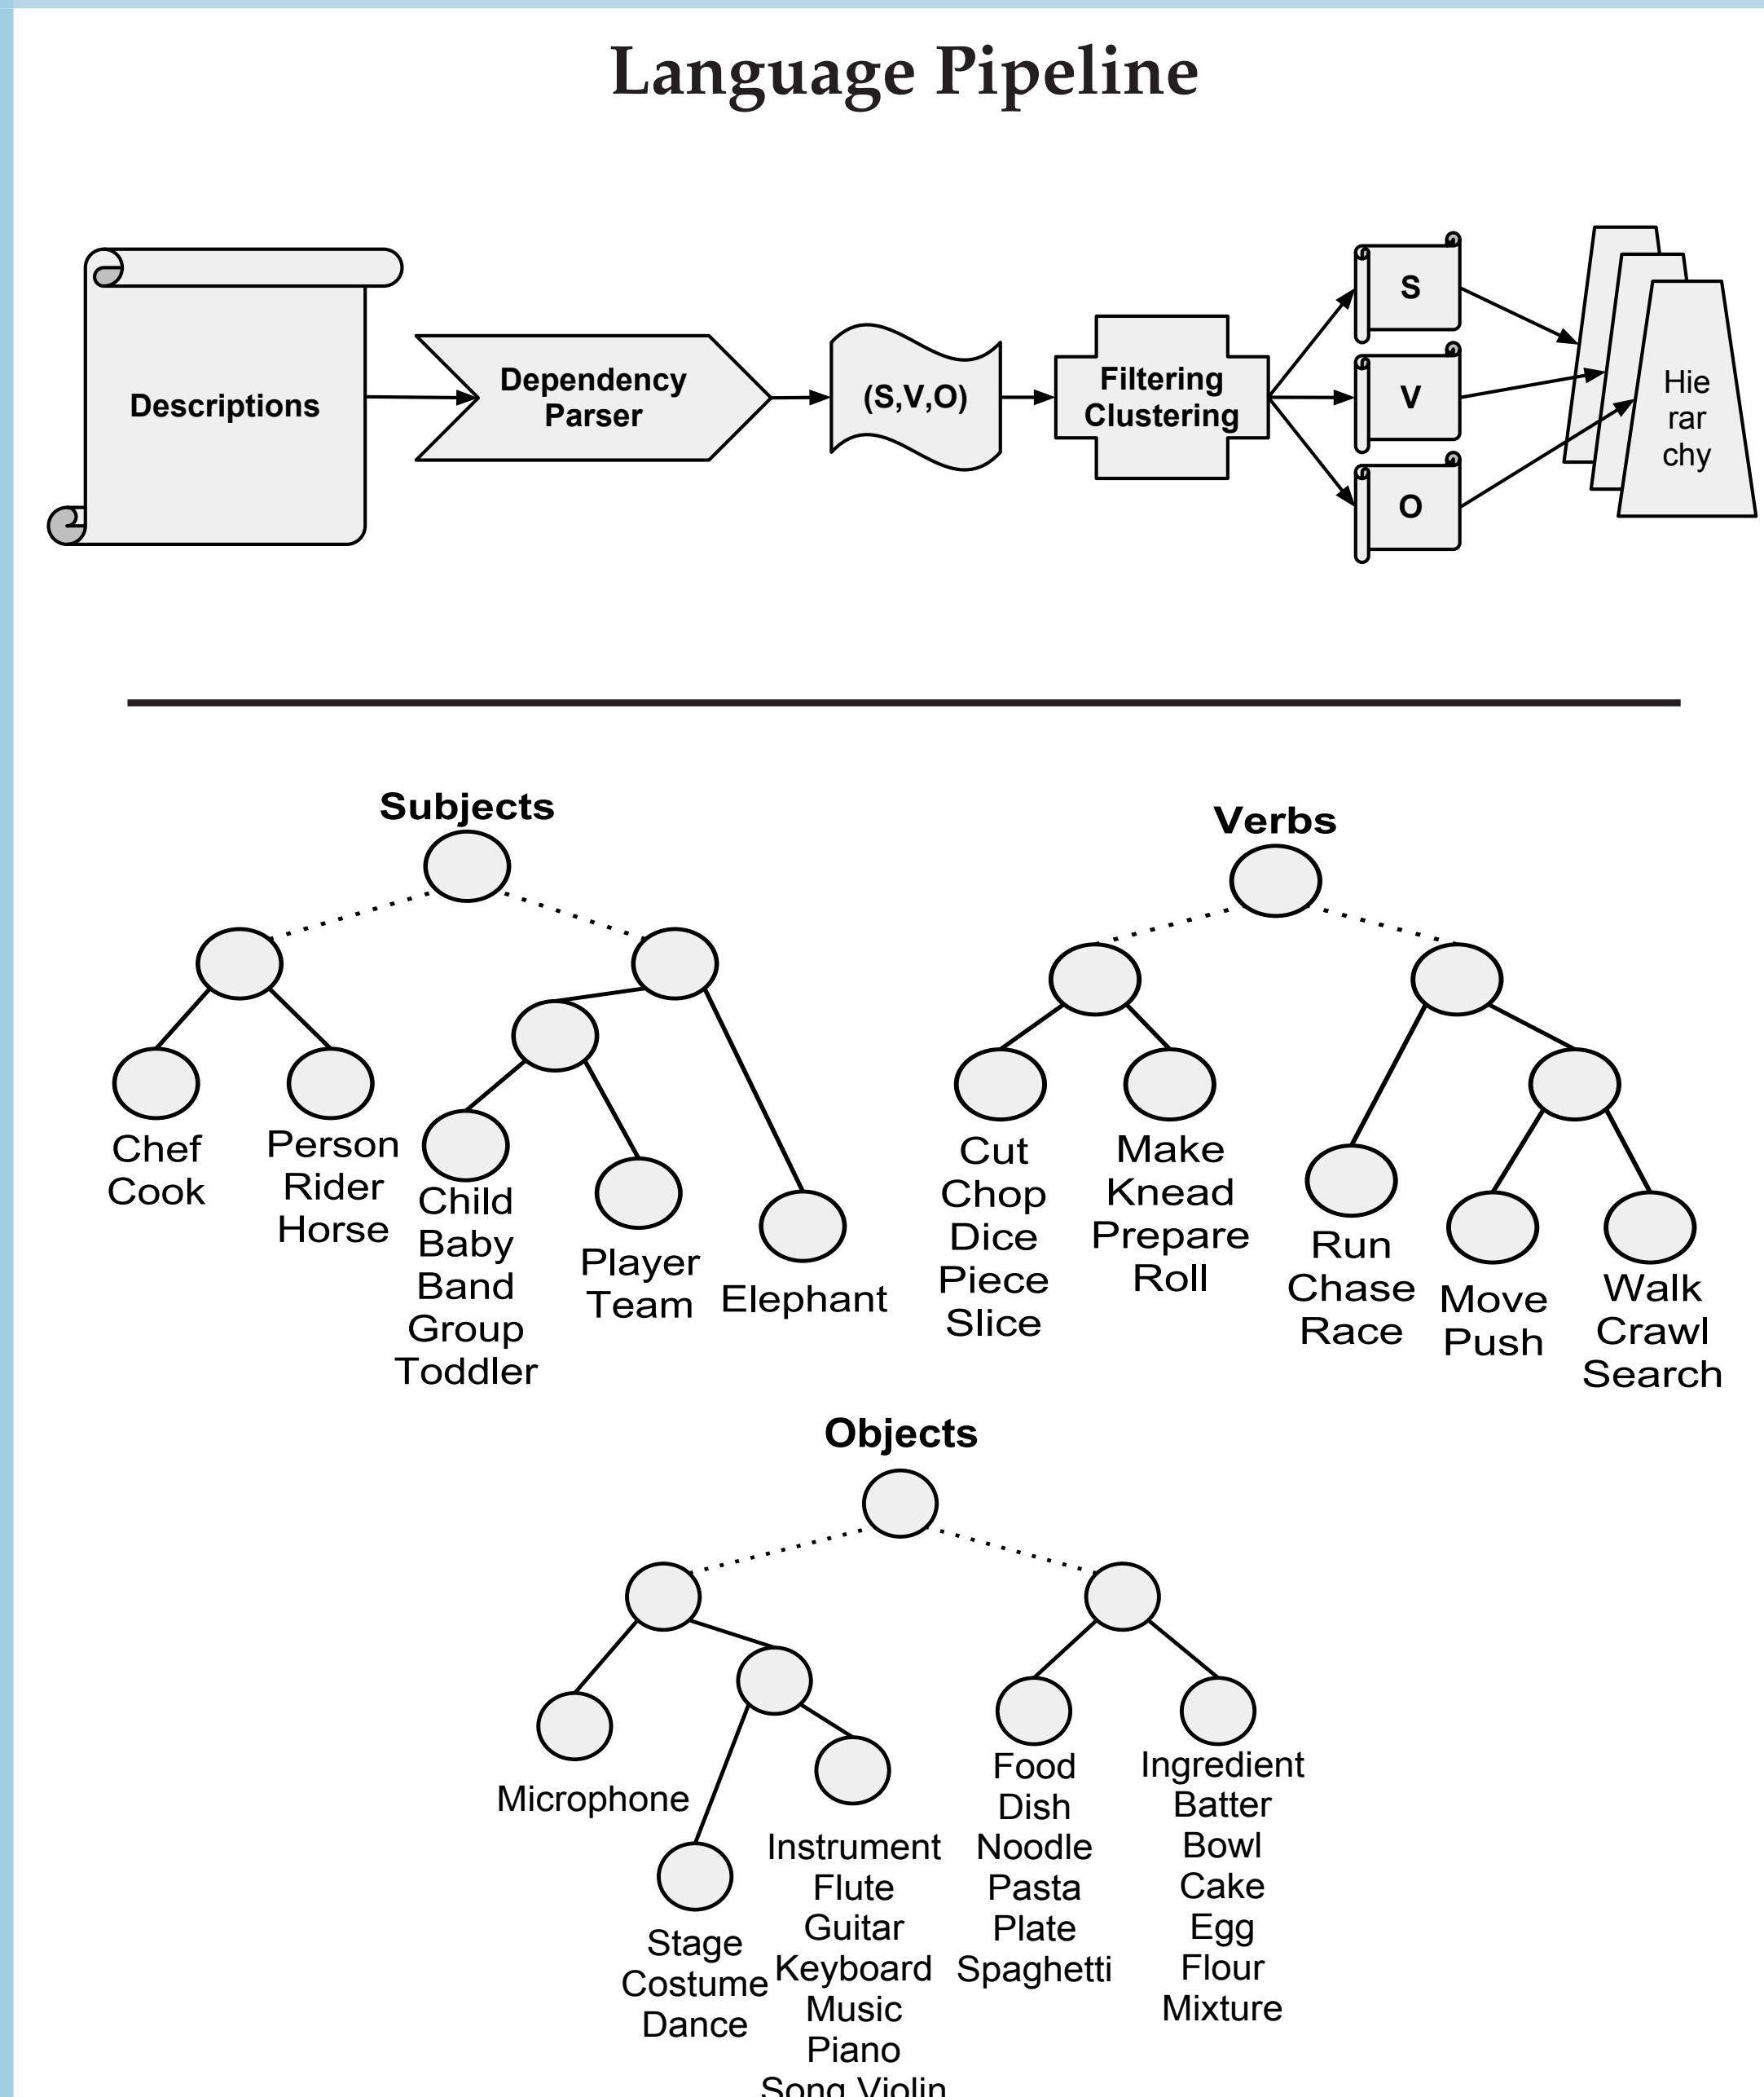 Language Pipeline
Descriptions
Dependency
Parser
(S,V,O)
Filtering
Clustering
S
V
O
Hie
rar
chy
Subjects
Chef
Cook
Person
Rider
Horse
Child
Baby
Band
Group
Toddler
Player
Team
Elephant
Verbs
Cut
Chop
Dice
Piece
Slice
Make
Knead
Prepare
Roll
Run
Chase
Race
Move
Push
Walk
Crawl
Search
Objects
Microphone
Stage
Costume
Dance
Instrument
Flute
Guitar
Keyboard
Music
Piano
Song Violin
Food
Dish
Noodle
Pasta
Plate
Spaghetti
Ingredient
Batter
Bowl
Cake
Egg
Flour
Mixture